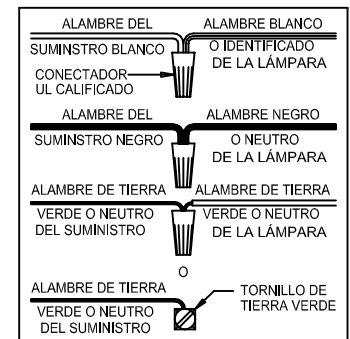 ALAMBRE DEL
SUMINSTRO BLANCO
ALAMBRE BLANCO
O IDENTIFICADO
DE LA LÁMPARA
CONECTADOR
UL CALIFICADO
ALAMBRE DEL
SUMINSTRO NEGRO
ALAMBRE NEGRO
O NEUTRO
DE LA LÁMPARA
ALAMBRE DE TIERRA
VERDE O NEUTRO
DEL SUMINISTRO
ALAMBRE DE TIERRA
VERDE O NEUTRO
DE LA LÁMPARA
O
ALAMBRE DE TIERRA
VERDE O NEUTRO
DEL SUMINISTRO
TORNILLO DE
TIERRA VERDE